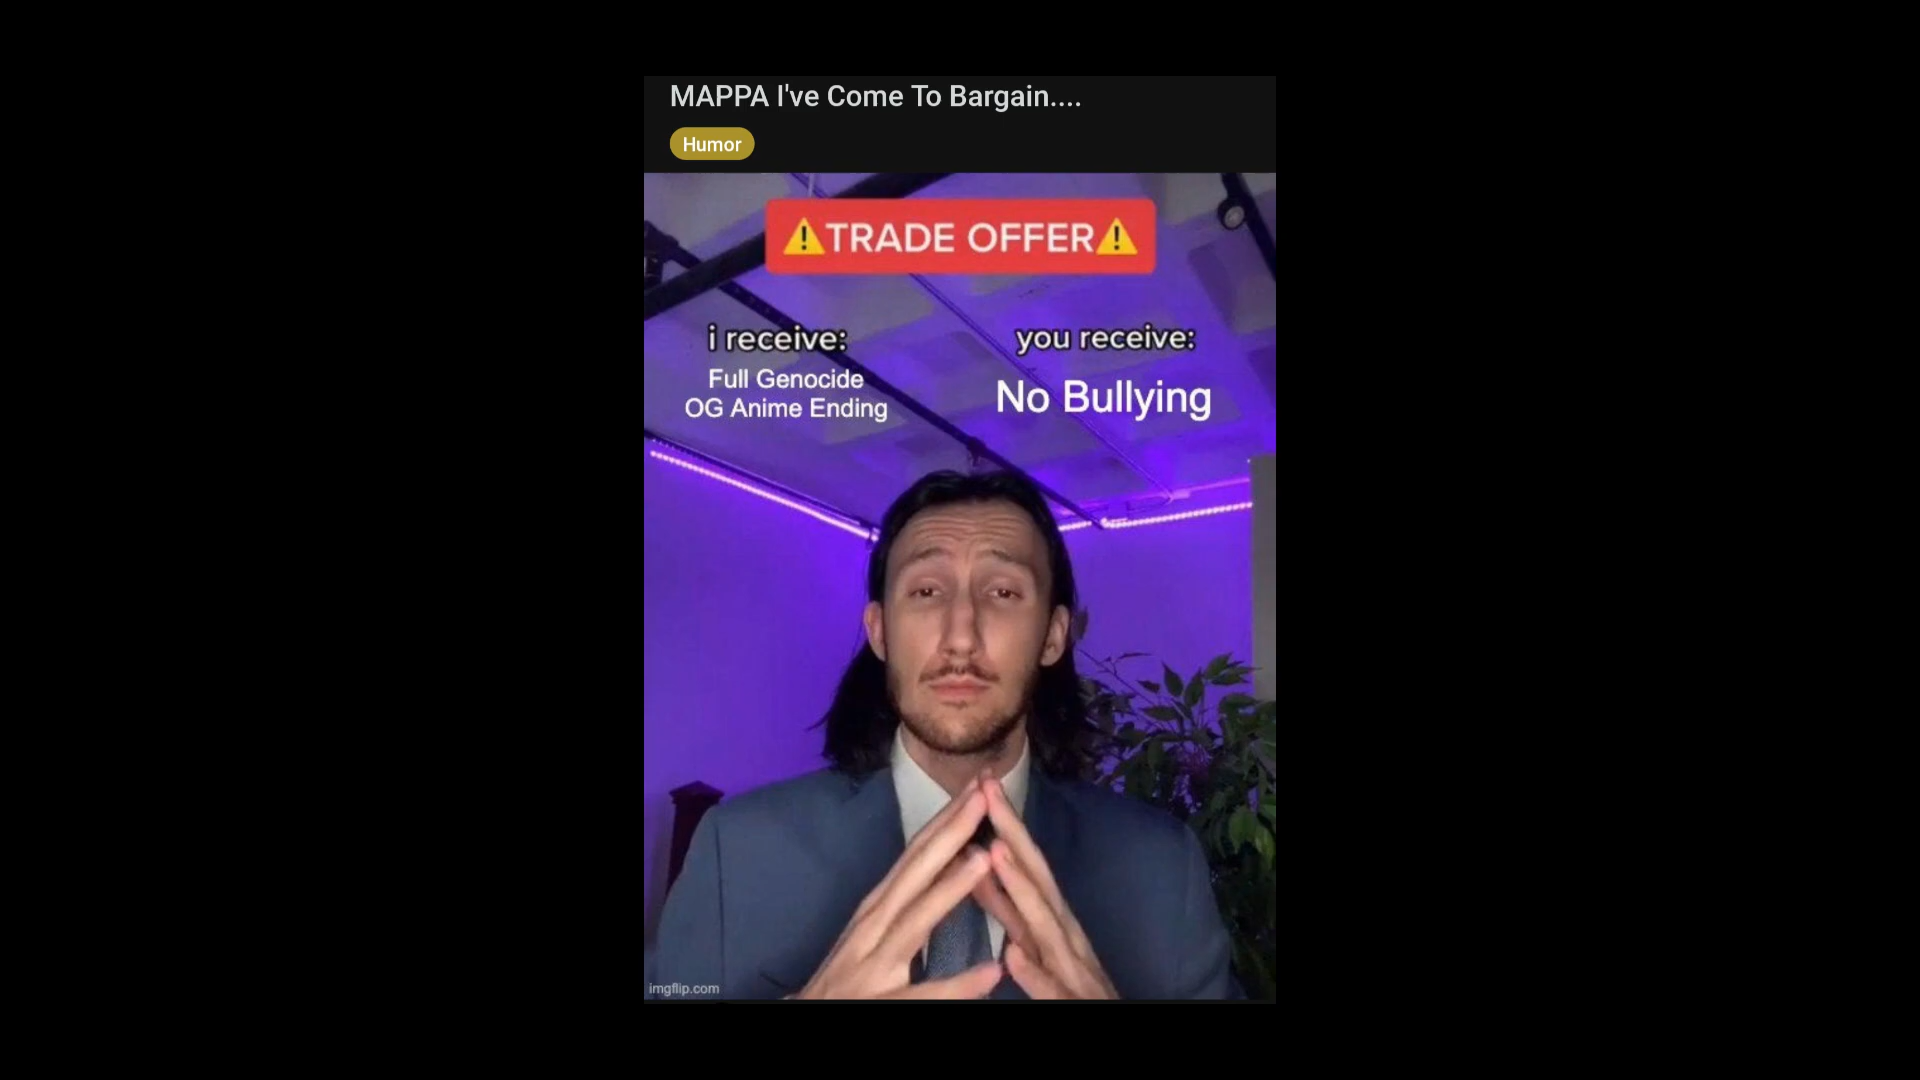 MAPPA I've Come To Bargain....
Humor
⚠TRADE OFFER⚠
i receive:
Full Genocide
OG Anime Ending
you receive:
No Bullying
imgflip.com